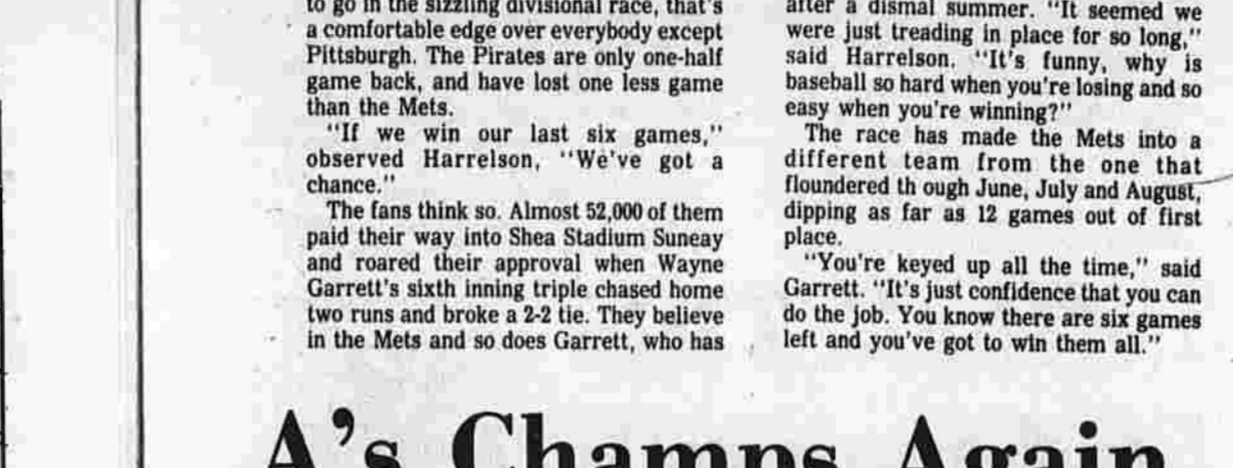 to go in the sizzling divisional race, that's
a comfortable edge over everybody except
Pittsburgh. The Pirates are only one-half
game back, and have lost one less game
than the Mets.
"If we win our last six games,"
observed Harrelson, "We've got a
chance."
The fans think so. Almost 52,000 of them
paid their way into Shea Stadium Suneay
and roared their approval when Wayne
Garrett's sixth inning triple chased home
two runs and broke a 2-2 tie. They believe
in the Mets and so does Garrett, who has
after a dismal summer. "It seemed we
were just treading in place for so long,"
said Harrelson. "It's funny, why is
baseball so hard when you're losing and so
easy when you're winning?"
The race has made the Mets into a
different team from the one that
floundered th ough June, July and August,
dipping as far as 12 games out of first
place.
"You're keyed up all the time," said
Garrett. "It's just confidence that you can
do the job. You know there are six games
left and you've got to win them all."
A's Champs Again